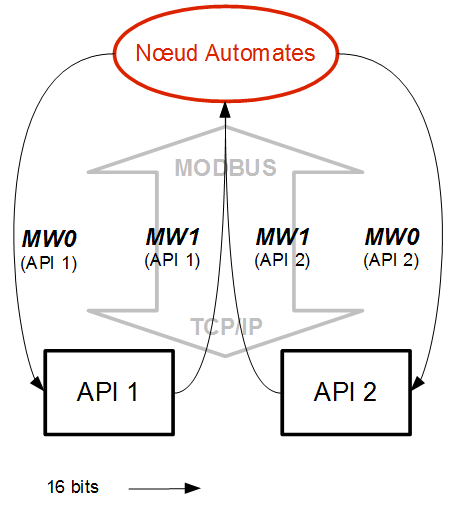 Nœud Automates
MODBUS
MW0 MW1 MW1 MW0
(API 1) (API 1) (API 2) (API 2)
TCP/IP
API 1 API 2
16 bits